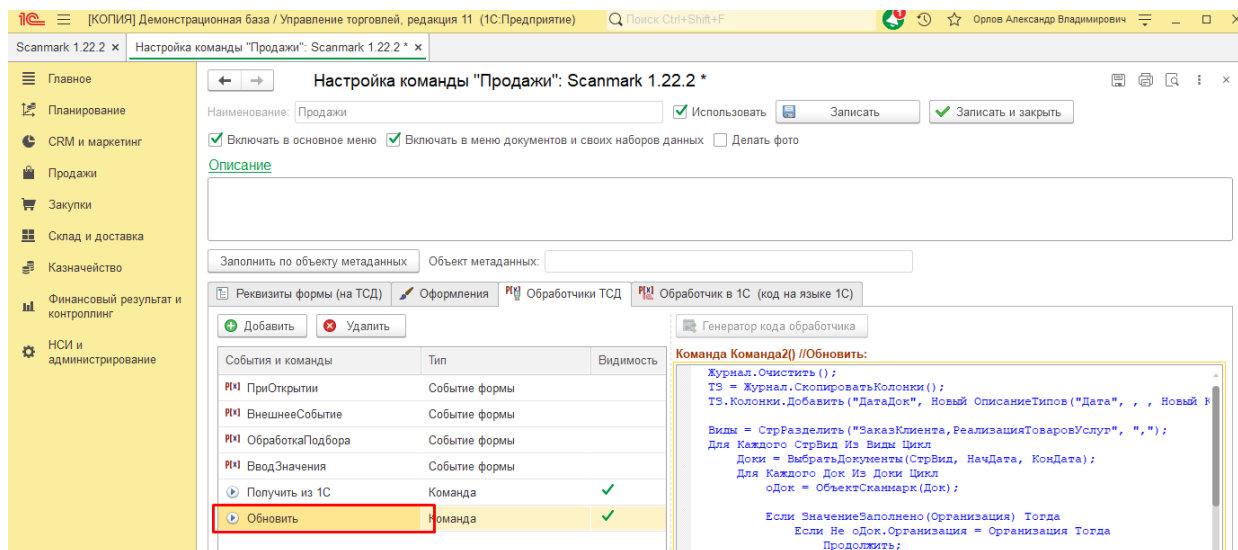 [КОПИЯ] Демонстрационная база / Управление торговлей, редакция 11 (1С:Предприятие) Поиск Ctrl+Shift+F Орлов Александр Владимирович
Scanmark 1.22.2 × Настройка команды "Продажи": Scanmark 1.22.2 * ×
Главное
Планирование
CRM и маркетинг
Продажи
Закупки
Склад и доставка
Казначейство
Финансовый результат и
контроллинг
НСИ и
администрирование
Настройка команды "Продажи": Scanmark 1.22.2 *
Наименование: Продажи Использовать Записать Записать и закрыть
Включать в основное меню Включать в меню документов и своих наборов данных Делать фото
Описание
Заполнить по объекту метаданных Объект метаданных:
Реквизиты формы (на ТСД) Оформления Обработчики ТСД Обработчик в 1С (код на языке 1С)
Добавить Удалить Генератор кода обработчика
События и команды Тип Видимость
ПриОткрытии Событие формы
ВнешнееСобытие Событие формы
ОбработкаПодбора Событие формы
ВводЗначения Событие формы
Получить из 1С Команда
Обновить Команда
Команда Команда2() //Обновить:
Журнал.Очистить();
ТЗ = Журнал.СкопироватьКолонки();
ТЗ.Колонки.Добавить("ДатаДок", Новый ОписаниеТипов("Дата", , , Новый К
Виды = СтрРазделить("ЗаказКлиента,РеализацияТоваровУслуг", ",");
Для Каждого СтрВид Из Виды Цикл
Доки = ВыбратьДокументы(СтрВид, НачДата, КонДата);
Для Каждого Док Из Доки Цикл
оДок = ОбъектСканмарк(Док);
Если ЗначениеЗаполнено(Организация) Тогда
Если Не оДок.Организация = Организация Тогда
Продолжить;